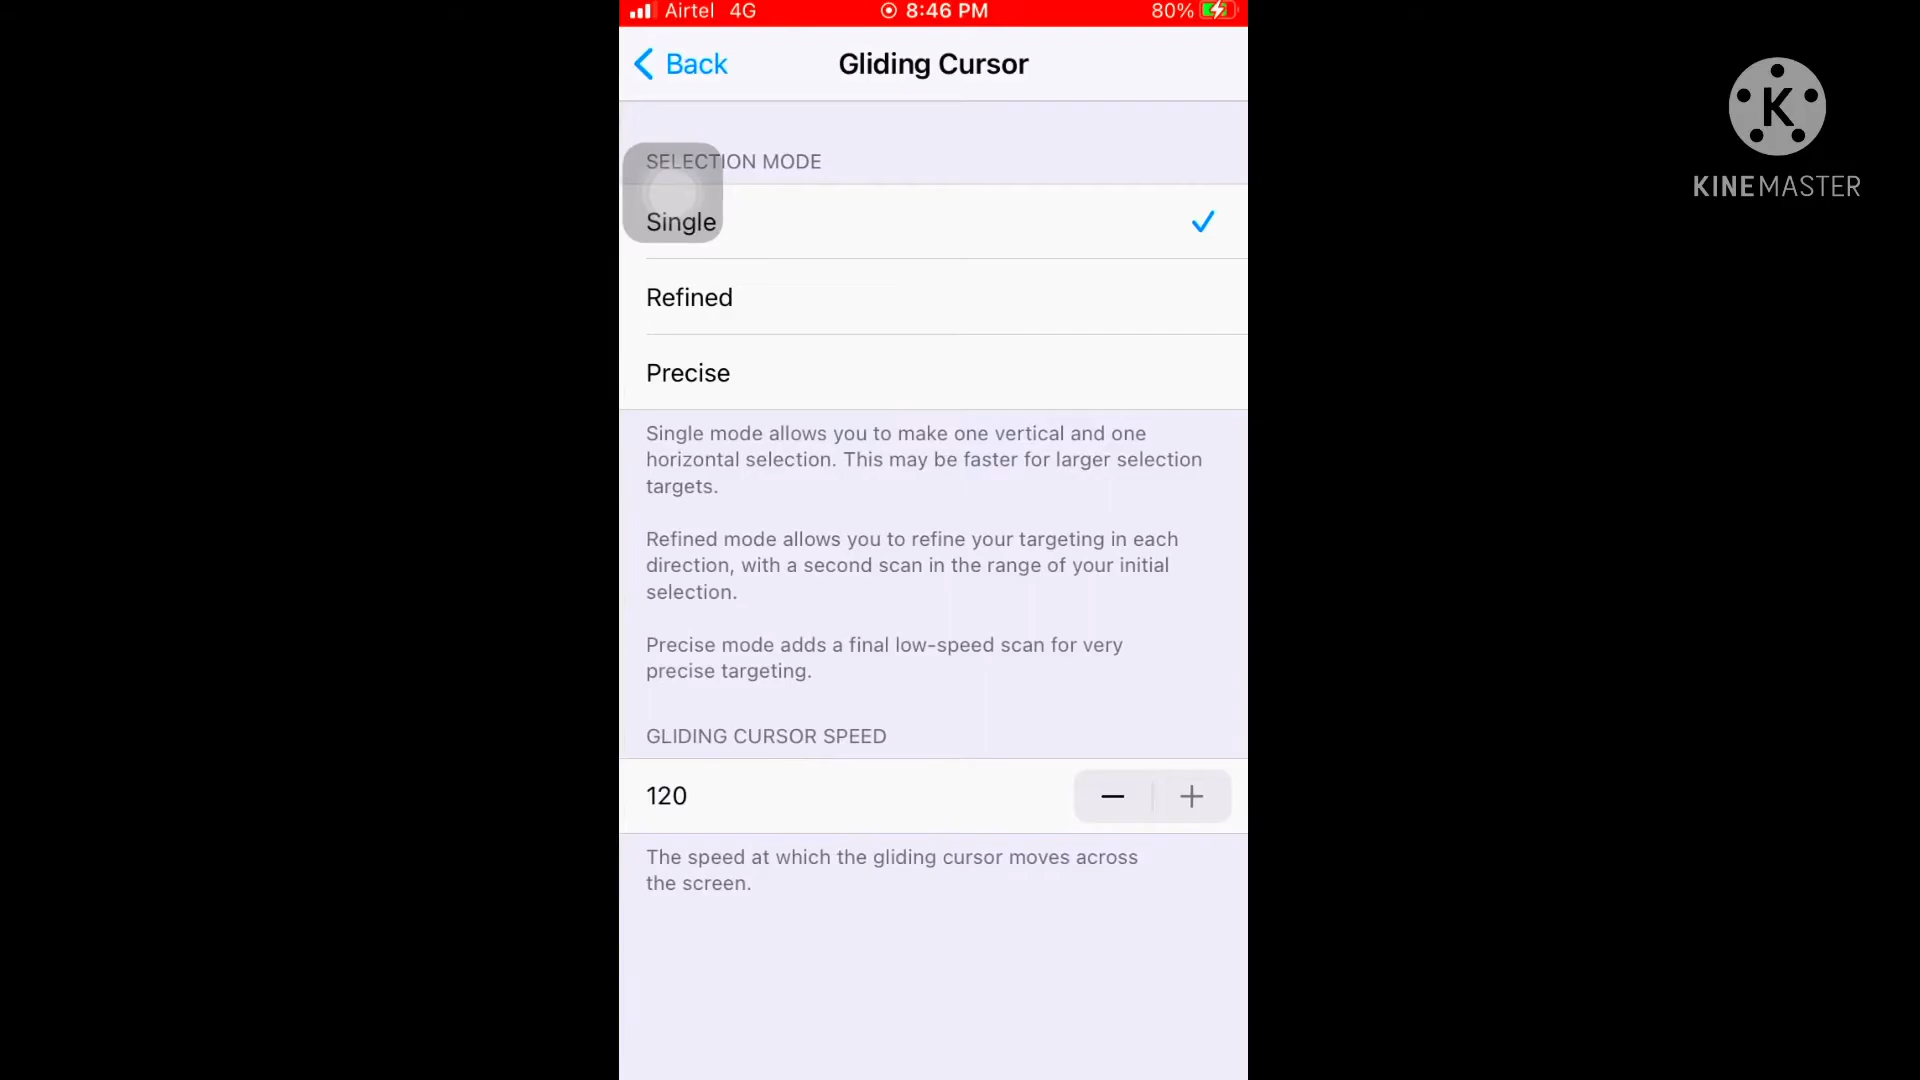 Airtel 4G 8:46 PM 80%
Back Gliding Cursor
K
KINEMASTER
SELECTION MODE
Single
Refined
Precise
Single mode allows you to make one vertical and one
horizontal selection. This may be faster for larger selection
targets.
Refined mode allows you to refine your targeting in each
direction, with a second scan in the range of your initial
selection.
Precise mode adds a final low-speed scan for very
precise targeting.
GLIDING CURSOR SPEED
120
The speed at which the gliding cursor moves across
the screen.